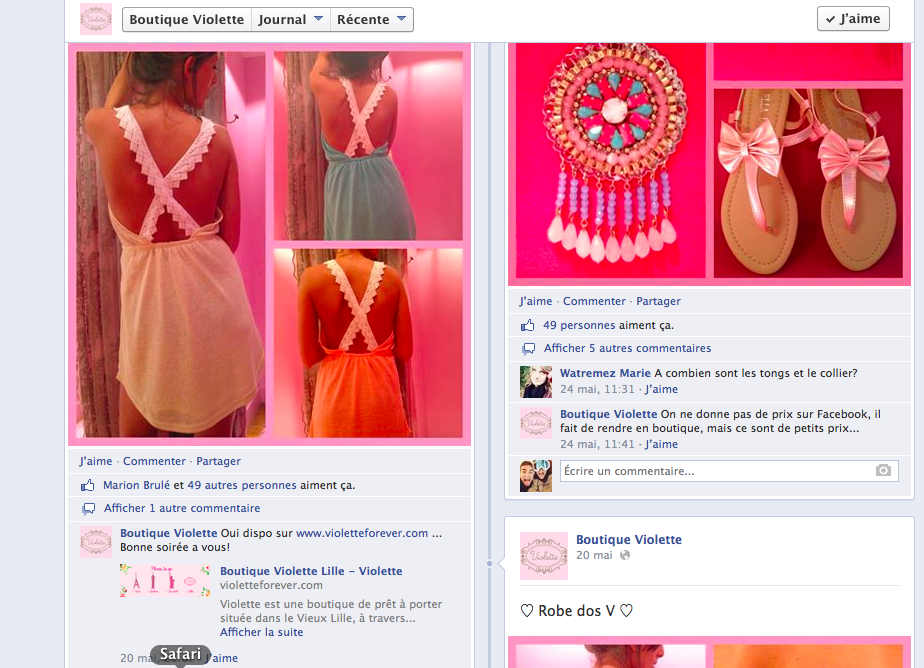 Boutique Violette
Journal
Récente
J'aime
J'aime · Commenter · Partager
Marion Brulé et 49 autres personnes aiment ça.
Afficher 1 autre commentaire
Boutique Violette Oui dispo sur www.violetteforever.com ...
Bonne soirée a vous!
Boutique Violette Lille – Violette
violetteforever.com
Violette est une boutique de prêt à porter
située dans le Vieux Lille, à travers...
Afficher la suite
20 J'aime
Safari
J'aime · Commenter · Partager
49 personnes aiment ça.
Afficher 5 autres commentaires
Watremez Marie A combien sont les tongs et le collier?
24 mai, 11:31 · J'aime
Boutique Violette On ne donne pas de prix sur Facebook, il
fait de rendre en boutique, mais ce sont de petits prix...
24 mai, 11:41 · J'aime
Écrire un commentaire...
Violette
Boutique Violette
20 mai
♡ Robe dos V ♡